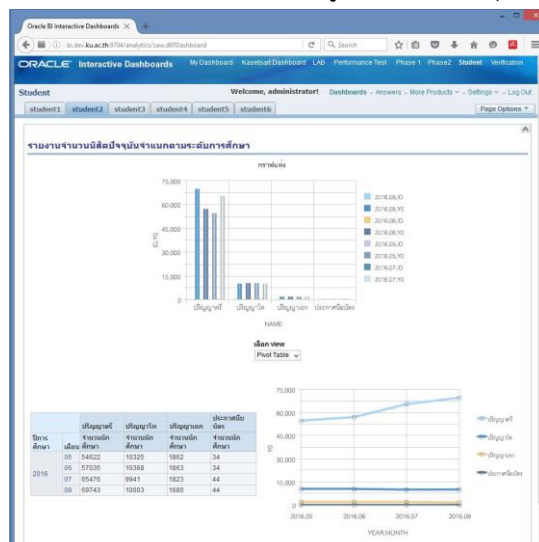 Oracle BI Interactive Dashboards
bi.dev.ku.ac.th:9704/analytics/saw.dll?Dashboard
Search
ORACLE Interactive Dashboards
My Dashboard Kasetsart Dashboard LAB Performance Test Phase 1 Phase2 Student Verification
Student
Welcome, administrator! Dashboards - Answers - More Products - Settings - Log Out
student1 student2 student3 student4 student5 student6
Page Options
รายงานจำนวนนิสิตปัจจุบันจำแนกตามระดับการศึกษา
กราฟแท่ง
75,000
60,000
45,000
30,000
15,000
0
ID,Y0
ปริญญาตรี ปริญญาโท ปริญญาเอก ประกาศนียบัตร
NAME
2016,08,ID
2016,08,Y0
2016,06,ID
2016,06,Y0
2016,05,ID
2016,05,Y0
2016,07,ID
2016,07,Y0
เลือก view
Pivot Table
ปริญญาตรี ปริญญาโท ปริญญาเอก ประกาศนียบัตร
ปีการศึกษา เดือน จำนวนนักศึกษา จำนวนนักศึกษา จำนวนนักศึกษา จำนวนนักศึกษา
2016 05 54622 10325 1862 34
06 57035 10368 1863 34
07 65476 9941 1823 44
08 69743 10003 1680 44
75,000
60,000
45,000
30,000
15,000
0
Y0
2016,05 2016,06 2016,07 2016,08
YEAR,MONTH
ปริญญาตรี
ปริญญาโท
ปริญญาเอก
ประกาศนียบัตร